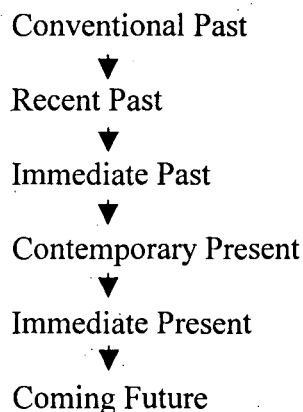 Conventional Past
Recent Past
Immediate Past
Contemporary Present
Immediate Present
Coming Future